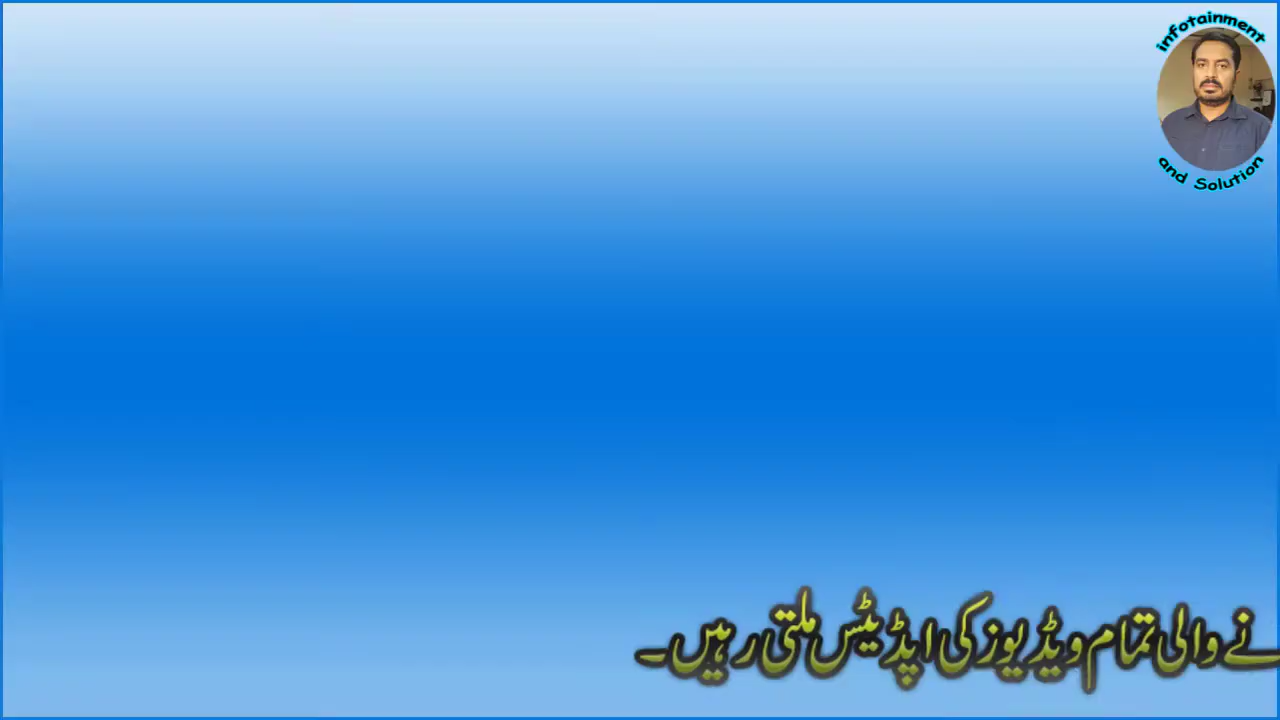 infotainment
and Solution
نے والی تمام ویڈیوز کی اپڈیٹس ملتی رہیں۔